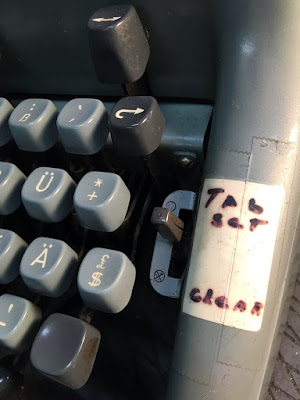 Ü
*
+
Ä
$
TAb
SET
CleAR